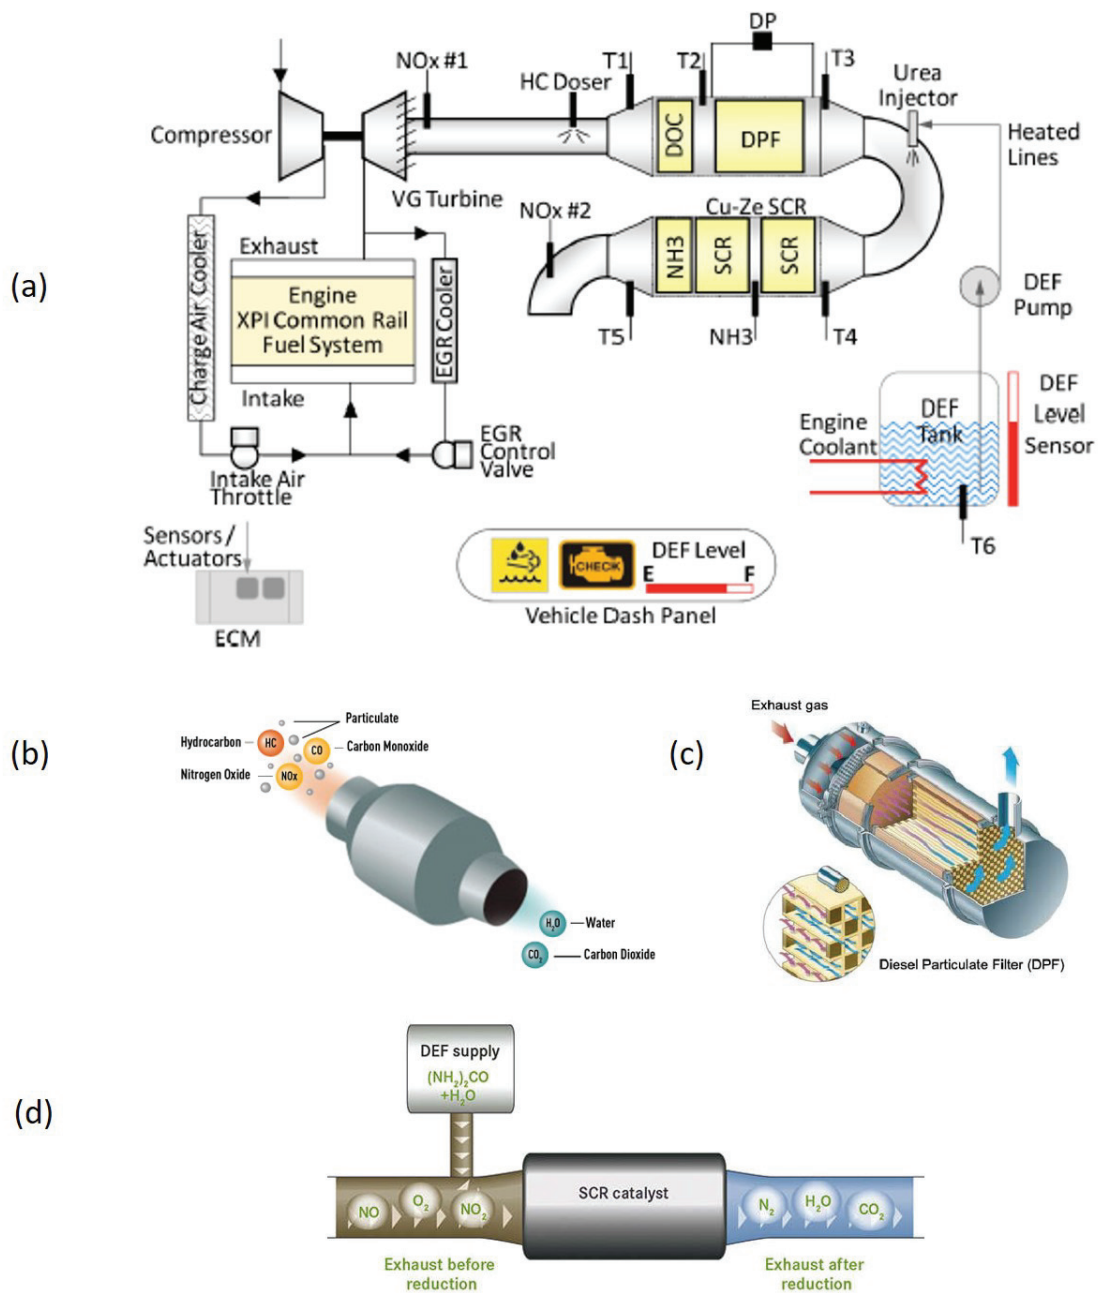 (a)
DP
NOx #1
HC Doser
T1
T2
T3
Urea
Injector
Compressor
VG Turbine
DOC
DPF
Heated
Lines
NOx #2
Cu-Ze SCR
NH3
SCR
SCR
T5
NH3
T4
Charge Air Cooler
Exhaust
Engine
XPI Common Rail
Fuel System
Intake
EGR Cooler
EGR
Control
Valve
Intake Air
Throttle
DEF
Pump
DEF
Tank
DEF
Level
Sensor
Engine
Coolant
T6
Sensors /
Actuators
ECM
CHECK
DEF Level
E F
Vehicle Dash Panel
(b)
Particulate
Hydrocarbon
HC
CO
Carbon Monoxide
Nitrogen Oxide
NOx
H₂O
Water
CO₂
Carbon Dioxide
(c)
Exhaust gas
Diesel Particulate Filter (DPF)
(d)
DEF supply
(NH₂)₂CO
+H₂O
SCR catalyst
NO
O₂
NO₂
N₂
H₂O
CO₂
Exhaust before
reduction
Exhaust after
reduction